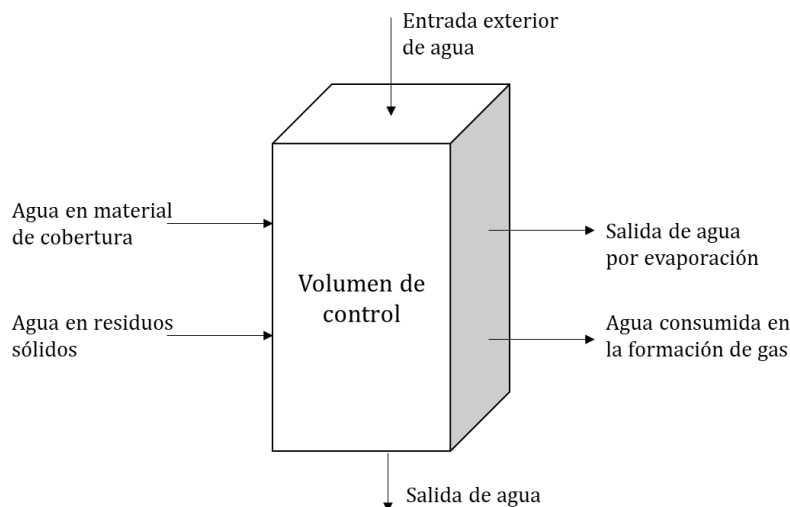 Entrada exterior
de agua
Agua en material
de cobertura
Salida de agua
por evaporación
Volumen de
control
Agua en residuos
sólidos
Agua consumida en
la formación de gas
Salida de agua